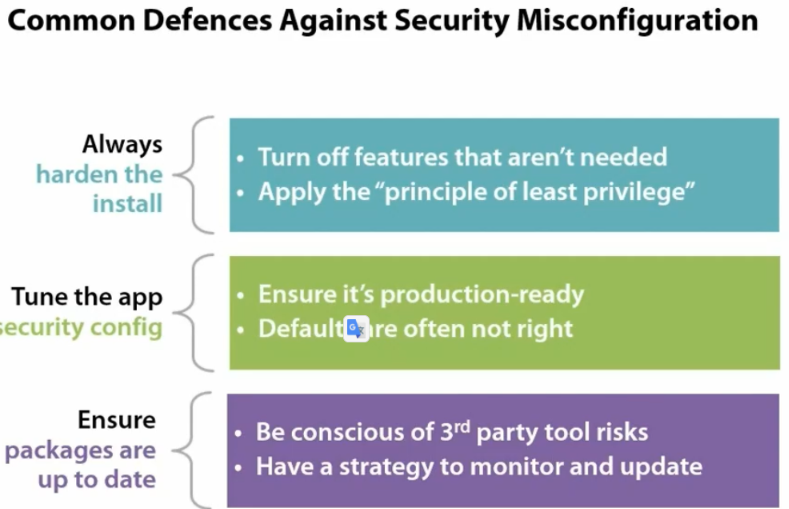 Common Defences Against Security Misconfiguration
Always
harden the
install
• Turn off features that aren't needed
• Apply the “principle of least privilege”
Tune the app
security config
• Ensure it's production-ready
• Default are often not right
Ensure
packages are
up to date
• Be conscious of 3rd party tool risks
• Have a strategy to monitor and update